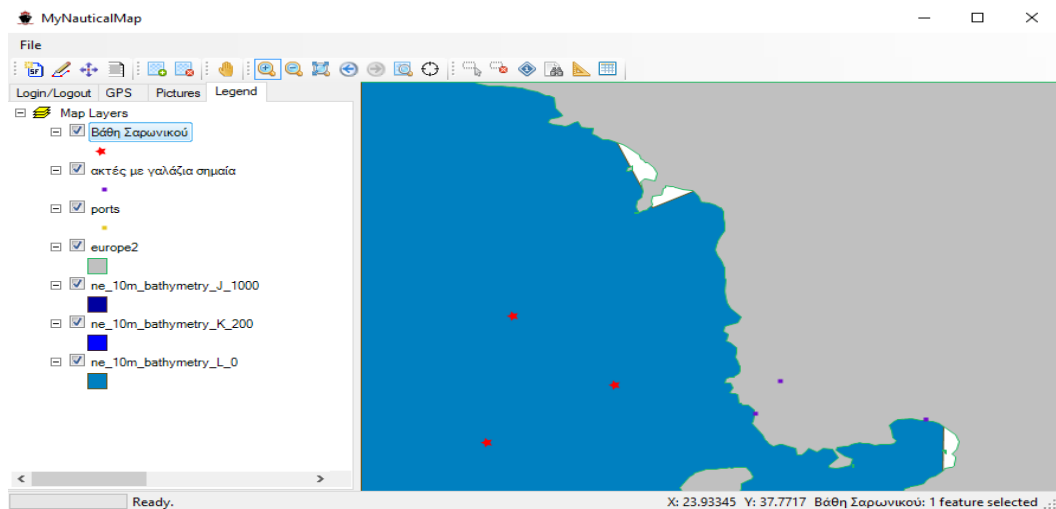 MyNauticalMap
File
SF
Login/Logout GPS Pictures Legend
Map Layers
Βάθη Σαρωνικού
ακτές με γαλάζια σημαία
ports
europe2
ne_10m_bathymetry_J_1000
ne_10m_bathymetry_K_200
ne_10m_bathymetry_L_0
Ready. X: 23.93345 Y: 37.7717 Βάθη Σαρωνικού: 1 feature selected